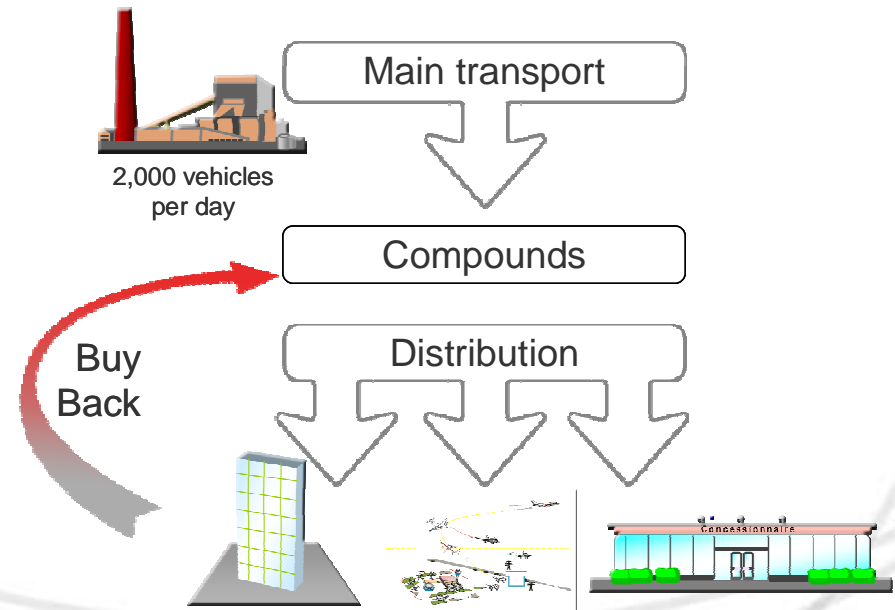 Main transport
2,000 vehicles
per day
Compounds
Distribution
Buy
Back
Concessionnaire